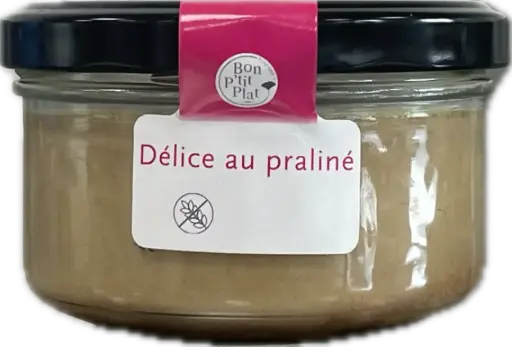 Bon
P'tit
Plat
Délice au praliné